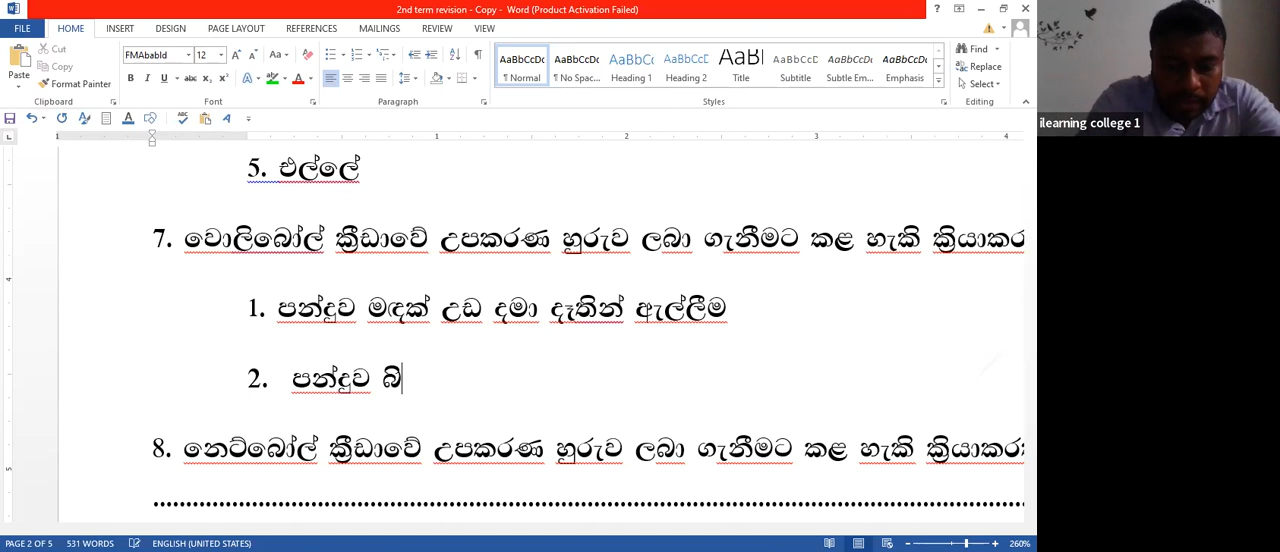 2nd term revision - Copy - Word (Product Activation Failed)
FILE HOME INSERT DESIGN PAGE LAYOUT REFERENCES MAILINGS REVIEW VIEW
Paste Cut Copy Format Painter
FMAbabld 12
AaBbCcDc AaBbCcDc AaBbCc AaBbCcC AaBl AaBbCcD AaBbCcDc AaBbCcDc
¶ Normal ¶ No Spac... Heading 1 Heading 2 Title Subtitle Subtle Em... Emphasis
Find Replace Select
Clipboard Font Paragraph Styles Editing
ilearning college 1
5. එල්ලේ
7. වොලිබෝල් ක්‍රීඩාවේ උපකරණ හුරුව ලබා ගැනීමට කළ හැකි ක්‍රියාකර
1. පන්දුව මඳක් උඩ දමා දෑතින් ඇල්ලීම
2. පන්දුව බි
8. නෙට්බෝල් ක්‍රීඩාවේ උපකරණ හුරුව ලබා ගැනීමට කළ හැකි ක්‍රියාකර
PAGE 2 OF 5 531 WORDS ENGLISH (UNITED STATES) 260%